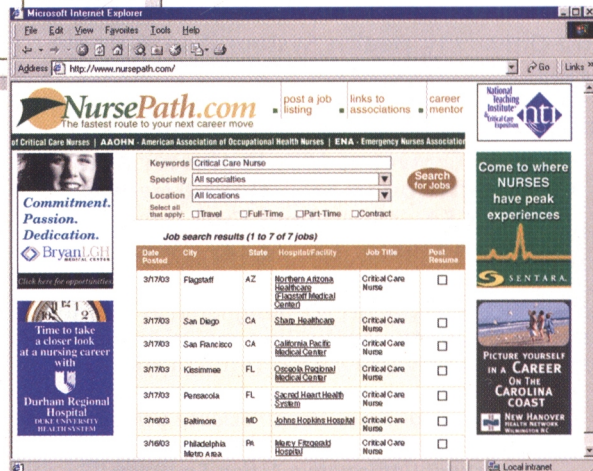 Microsoft Internet Explorer
File Edit View Favorites Tools Help
Address http://www.nursepath.com/ Go Links
NursePath.com
The fastest route to your next career move
post a job listing
links to associations
career mentor
National
Teaching
Institute
& Critical Care
Exposition
nti
of Critical Care Nurses | AAOHN - American Association of Occupational Health Nurses | ENA - Emergency Nurses Association
Commitment.
Passion.
Dedication.
BryanLGH
MEDICAL CENTER
Click here for opportunities
Time to take
a closer look
at a nursing career
with
Durham Regional
Hospital
DUKE UNIVERSITY
HEALTH SYSTEM
Keywords Critical Care Nurse
Specialty All specialties
Location All locations
Select all
that apply: Travel Full-Time Part-Time Contract
Search
for Jobs
Job search results (1 to 7 of 7 jobs)
Date Posted City State Hospital/Facility Job Title Post Resume
3/17/03 Flagstaff AZ Northern Arizona Healthcare (Flagstaff Medical Center) Critical Care Nurse
3/17/03 San Diego CA Sharp Healthcare Critical Care Nurse
3/17/03 San Francisco CA California Pacific Medical Center Critical Care Nurse
3/17/03 Kissimmee FL Osceola Regional Medical Center Critical Care Nurse
3/17/03 Pensacola FL Sacred Heart Health System Critical Care Nurse
3/16/03 Baltimore MD Johns Hopkins Hospital Critical Care Nurse
3/16/03 Philadelphia Metro Area PA Mercy Fitzgerald Hospital Critical Care Nurse
Come to where
NURSES
have peak
experiences
SENTARA
PICTURE YOURSELF
IN A CAREER
ON THE
CAROLINA
COAST
NEW HANOVER
HEALTH NETWORK
WILMINGTON NC
Local intranet